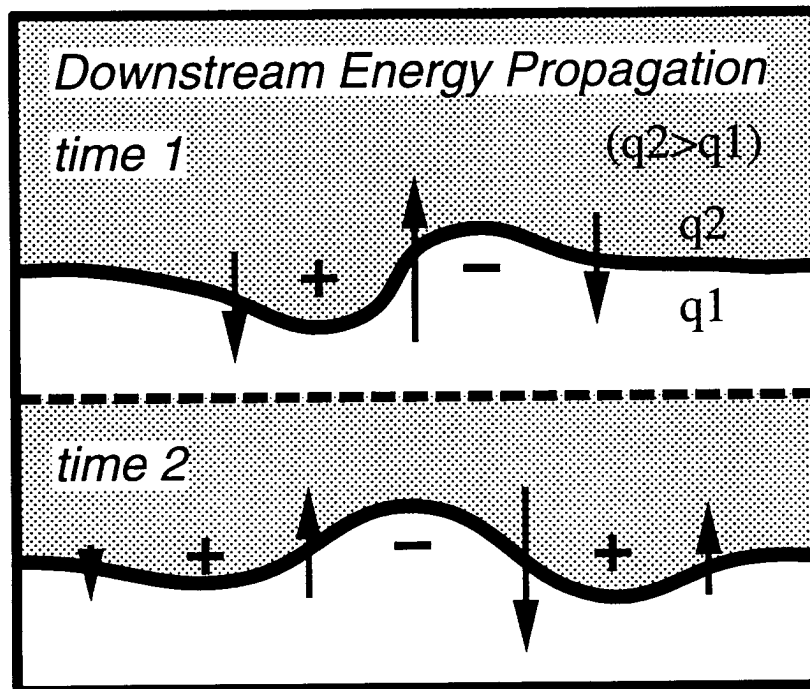 Downstream Energy Propagation
time 1
(q2>q1)
q2
+
−
q1
time 2
+
−
+